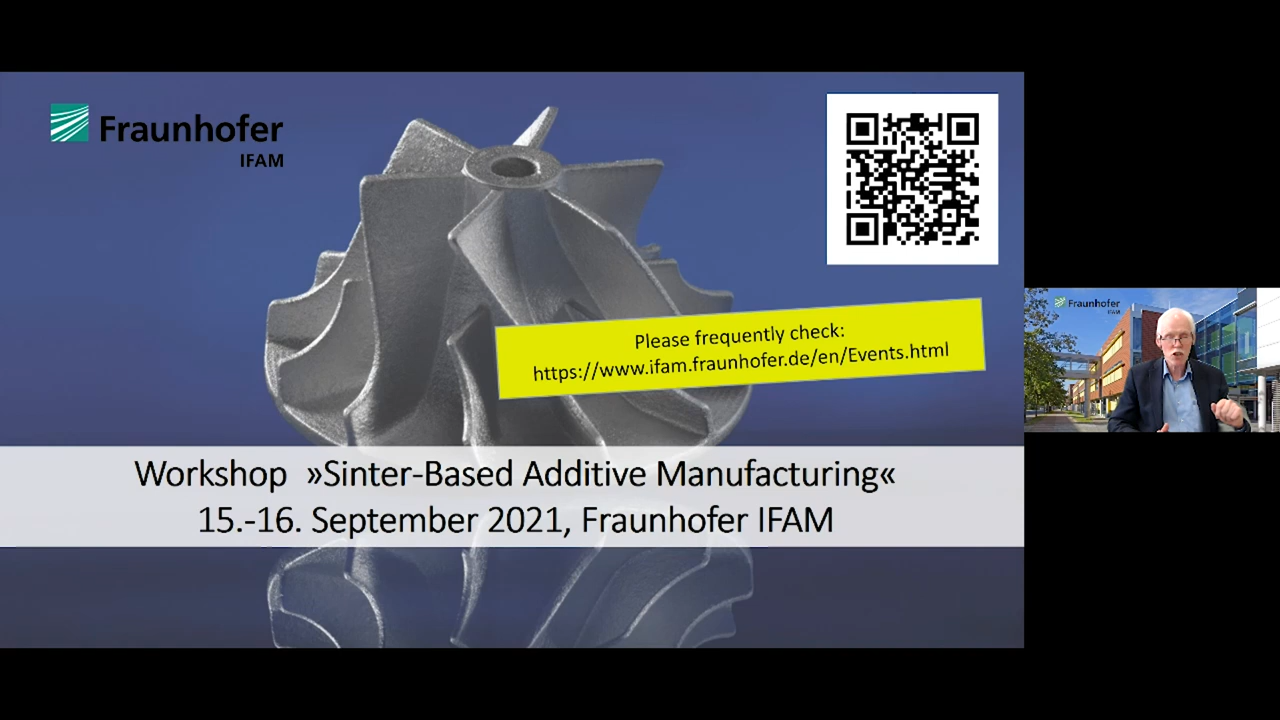 Fraunhofer
IFAM
Please frequently check:
https://www.ifam.fraunhofer.de/en/Events.html
Workshop »Sinter-Based Additive Manufacturing«
15.-16. September 2021, Fraunhofer IFAM
Fraunhofer
IFAM